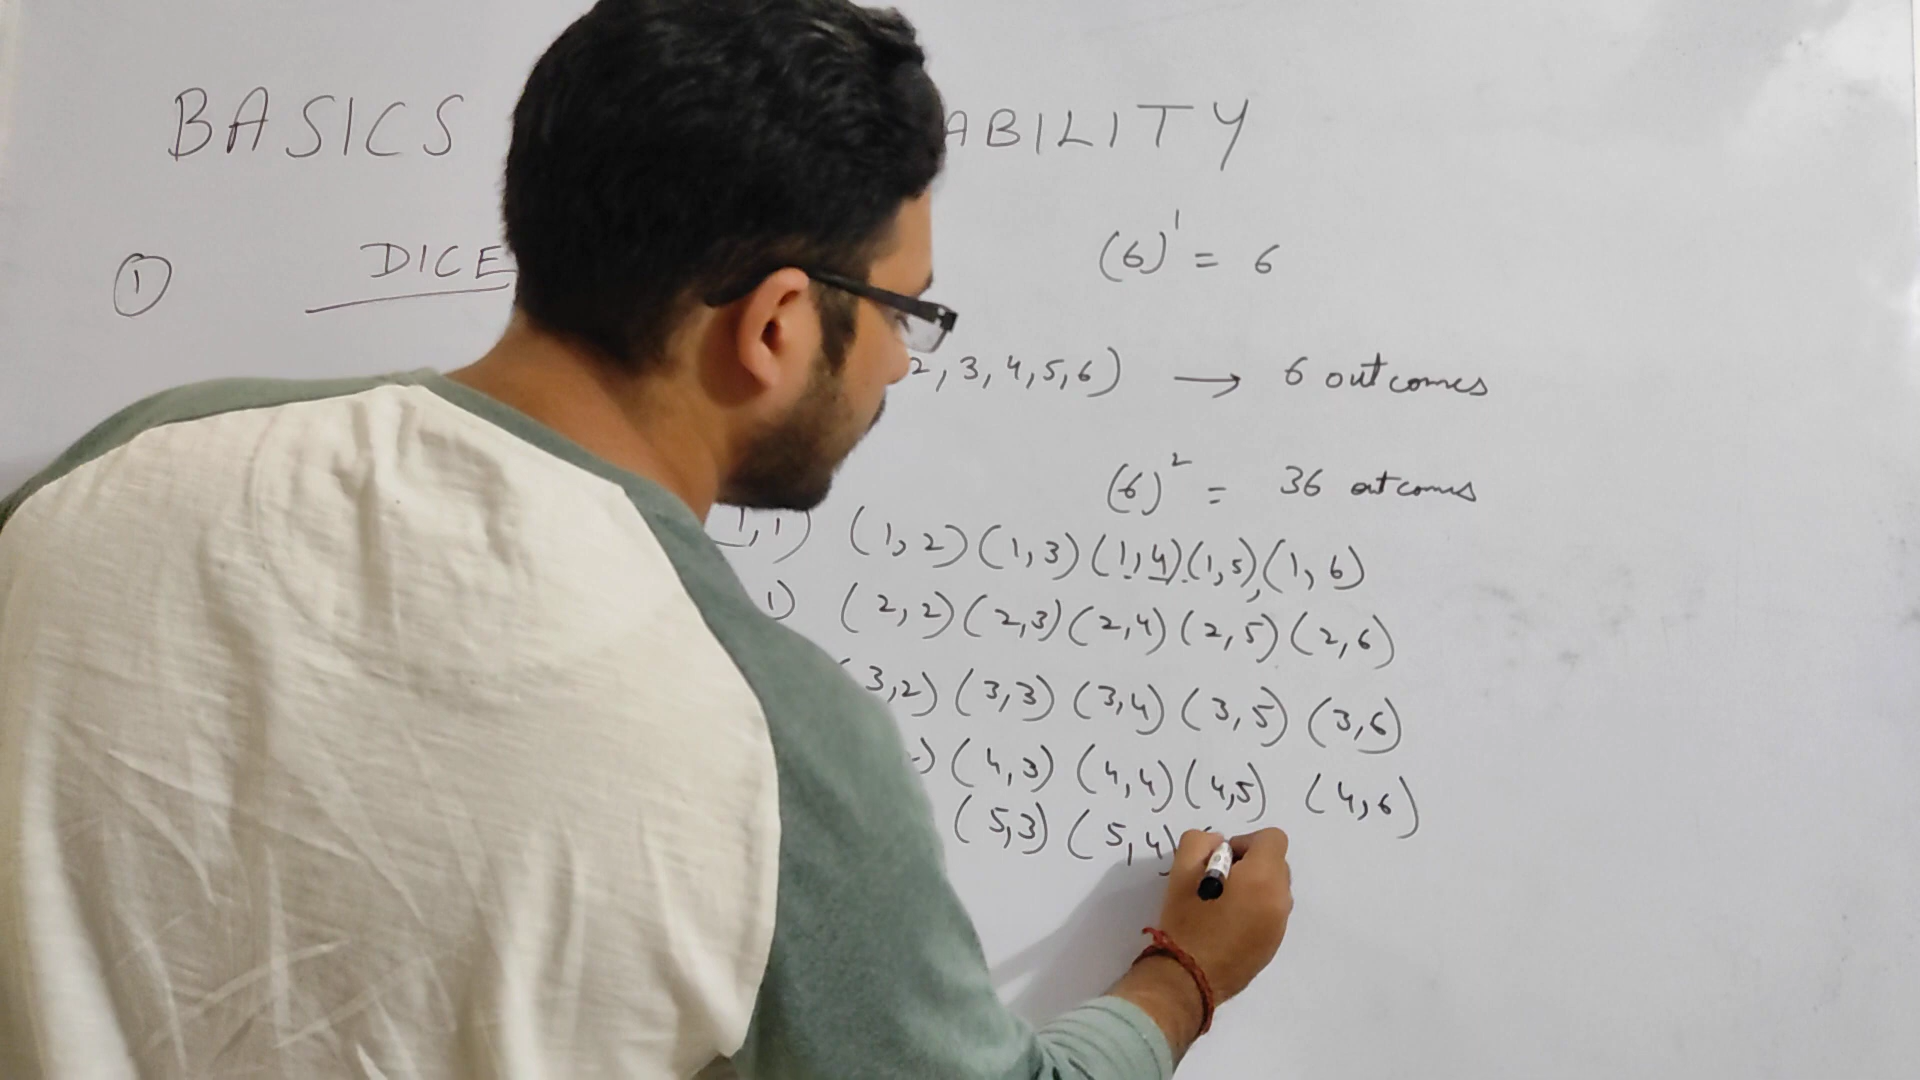 BASICS ABILITY
① DICE
(6)¹ = 6
2, 3, 4, 5, 6) → 6 outcomes
(6)² = 36 outcomes
1, 1) (1, 2) (1, 3) (1, 4) (1, 5), (1, 6)
1) (2, 2) (2, 3) (2, 4) (2, 5) (2, 6)
(3, 2) (3, 3) (3, 4) (3, 5) (3, 6)
) (4, 3) (4, 4) (4, 5) (4, 6)
(5, 3) (5, 4) (